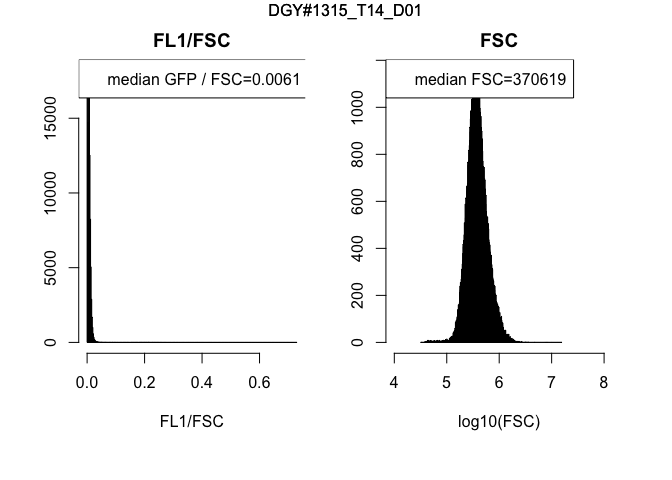 DGY#1315_T14_D01
FL1/FSC
median GFP / FSC=0.0061
15000
10000
5000
0
0.0 0.2 0.4 0.6
FL1/FSC
FSC
median FSC=370619
1000
800
600
400
200
0
4 5 6 7 8
log10(FSC)